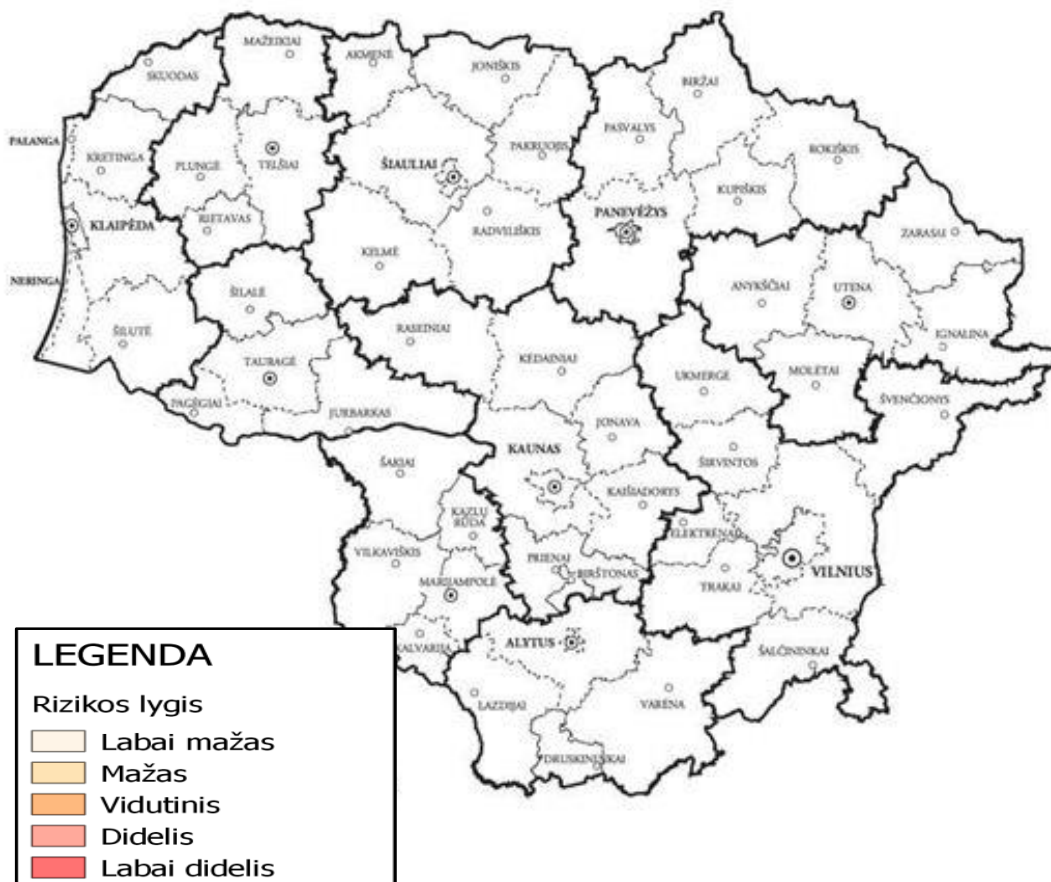 MAŽEIKIAI
SKUODAS
AKMENĖ
JONIŠKIS
BIRŽAI
PALANGA
KRETINGA
PLUNGĖ
TELŠIAI
ŠIAULIAI
PAKRUOJIS
PASVALYS
ROKIŠKIS
KUPIŠKIS
KLAIPĖDA
RIETAVAS
RADVILIŠKIS
PANEVĖŽYS
ZARASAI
KELMĖ
NERINGA
ŠILALĖ
ANYKŠČIAI
UTENA
ŠILUTĖ
RASEINIAI
IGNALINA
TAURAGĖ
KĖDAINIAI
UKMERGĖ
MOLĖTAI
PAGĖGIAI
JURBARKAS
JONAVA
ŠVENČIONYS
KAUNAS
ŠIRVINTOS
ŠAKIAI
KAIŠIADORYS
KAZLŲ
RŪDA
ELEKTRĖNAI
VILKAVIŠKIS
PRIENAI
BIRŠTONAS
VILNIUS
MARIJAMPOLĖ
TRAKAI
KALVARIJA
ALYTUS
ŠALČININKAI
LAZDIJAI
VARĖNA
DRUSKININKAI
LEGENDA
Rizikos lygis
Labai mažas
Mažas
Vidutinis
Didelis
Labai didelis